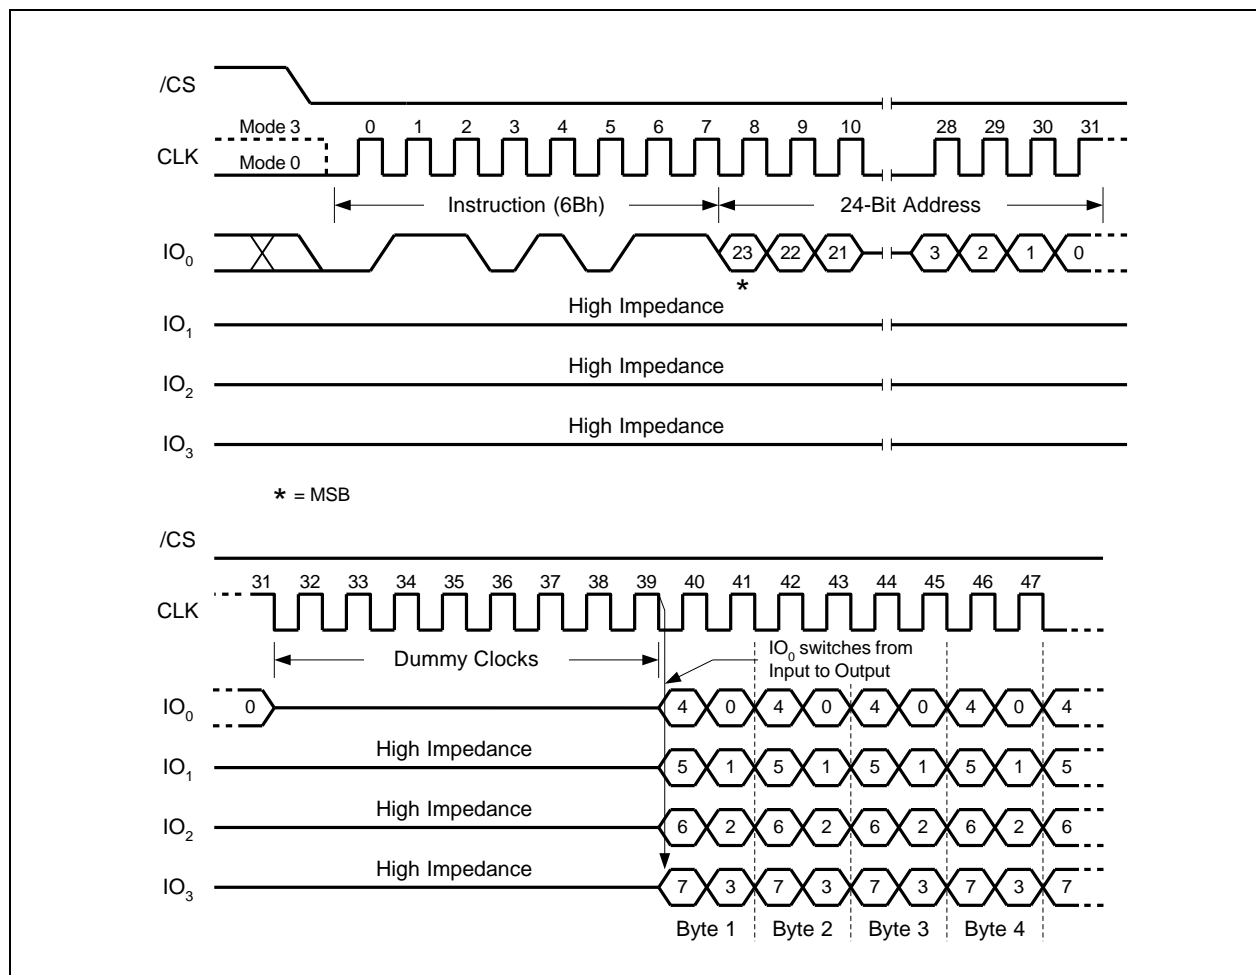 /CS
Mode 3 0 1 2 3 4 5 6 7 8 9 10 28 29 30 31
CLK
Mode 0
Instruction (6Bh) 24-Bit Address
IO0 23 22 21 3 2 1 0
*
High Impedance
IO1
High Impedance
IO2
High Impedance
IO3
* = MSB
/CS
31 32 33 34 35 36 37 38 39 40 41 42 43 44 45 46 47
CLK
IO0 switches from
Input to Output
Dummy Clocks
IO0 0 4 0 4 0 4 0 4 0 4
High Impedance
IO1 5 1 5 1 5 1 5 1 5
High Impedance
IO2 6 2 6 2 6 2 6 2 6
High Impedance
IO3 7 3 7 3 7 3 7 3 7
Byte 1 Byte 2 Byte 3 Byte 4